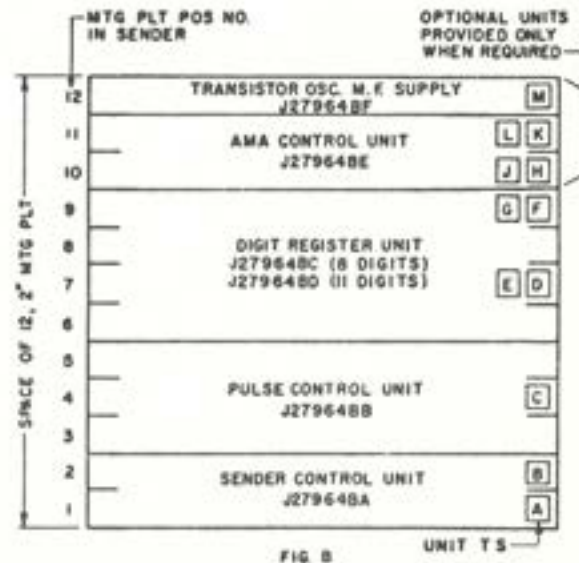 MTG PLT POS NO.
IN SENDER
OPTIONAL UNITS
PROVIDED ONLY
WHEN REQUIRED
SPACE OF 12, 2" MTG PLT
12
TRANSISTOR OSC. M.F. SUPPLY
J27964BF
M
11
L K
AMA CONTROL UNIT
J27964BE
10
J H
9
G F
8
DIGIT REGISTER UNIT
J27964BC (8 DIGITS)
7
J27964BD (11 DIGITS)
E D
6
5
PULSE CONTROL UNIT
4
J27964BB
C
3
2
SENDER CONTROL UNIT
B
J27964BA
1
A
UNIT TS
FIG. 8